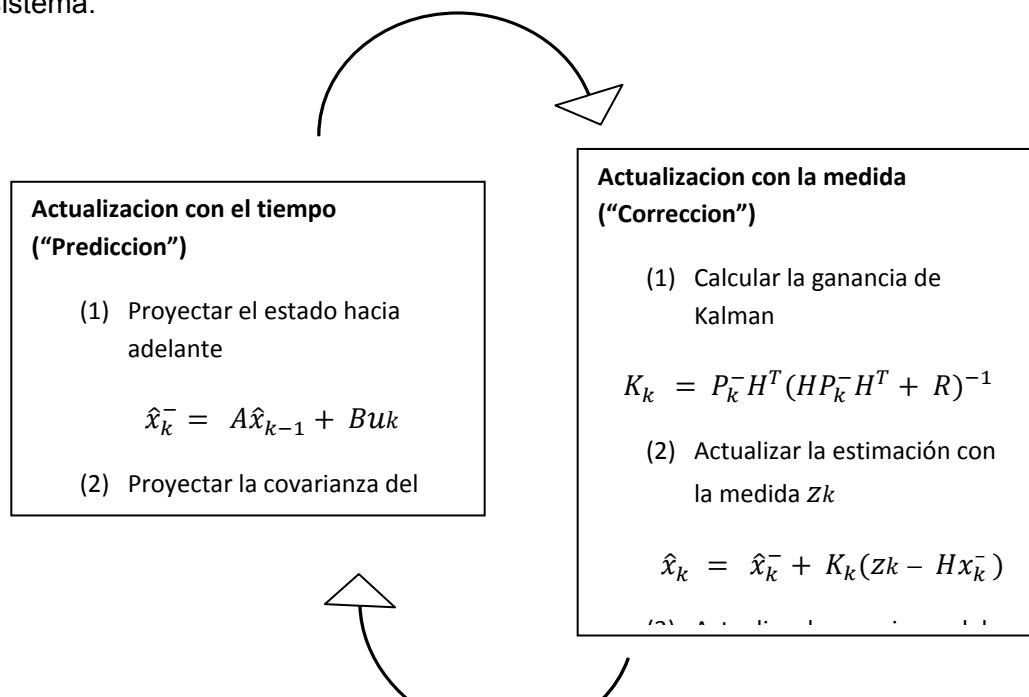 sistema.
Actualizacion con el tiempo
(“Prediccion”)
(1) Proyectar el estado hacia
adelante
x̂ₖ⁻ = Ax̂ₖ₋₁ + Buk
(2) Proyectar la covarianza del
Actualizacion con la medida
(“Correccion”)
(1) Calcular la ganancia de
Kalman
Kₖ = Pₖ⁻Hᵀ(HPₖ⁻Hᵀ + R)⁻¹
(2) Actualizar la estimación con
la medida zk
x̂ₖ = x̂ₖ⁻ + Kₖ(zk − Hxₖ⁻)